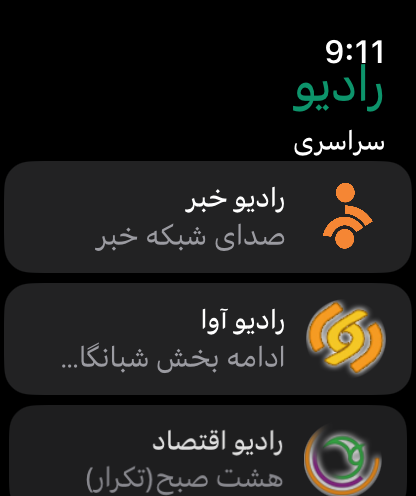 9:11
رادیو
سراسری
رادیو خبر
صدای شبکه خبر
رادیو آوا
ادامه بخش شبانگا...
رادیو اقتصاد
هشت صبح(تکرار)